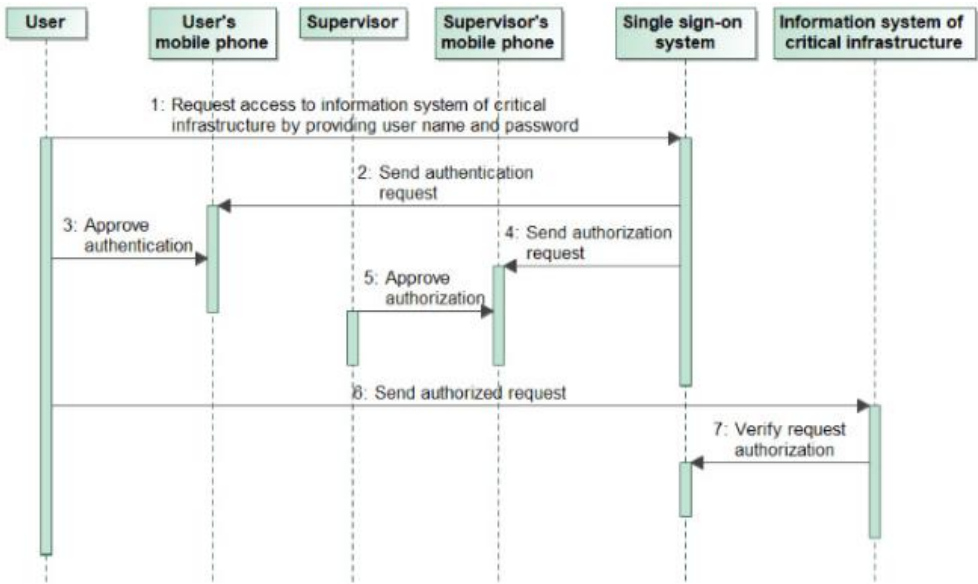 User
User's
mobile phone
Supervisor
Supervisor's
mobile phone
Single sign-on
system
Information system of
critical infrastructure
1: Request access to information system of critical
infrastructure by providing user name and password
2: Send authentication
request
3: Approve
authentication
4: Send authorization
request
5: Approve
authorization
6: Send authorized request
7: Verify request
authorization